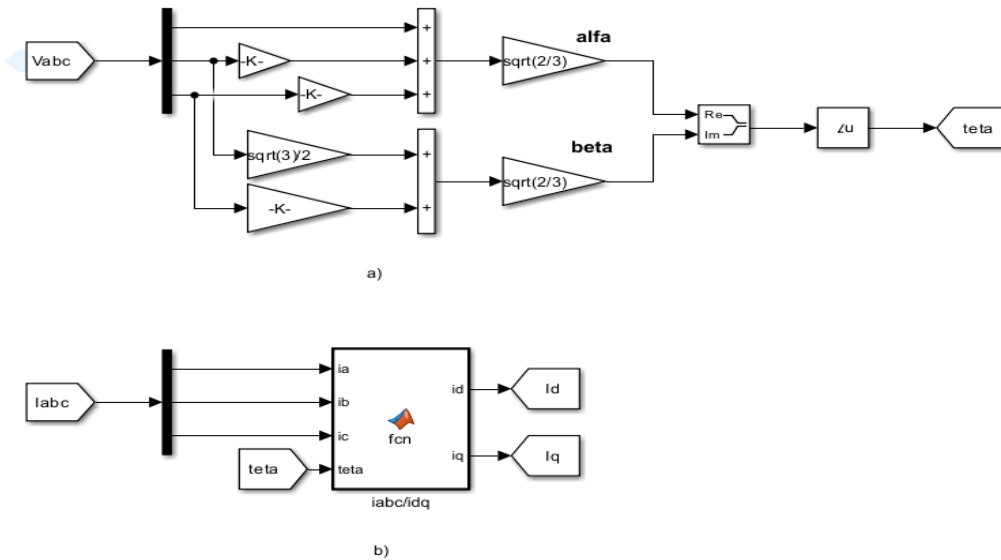 Vabc
+
+
+
-K-
-K-
sqrt(3)/2
-K-
+
+
alfa
sqrt(2/3)
beta
sqrt(2/3)
Re
Im
∠u
teta
a)
Iabc
teta
ia
ib
ic
teta
fcn
id
iq
iabc/idq
Id
Iq
b)